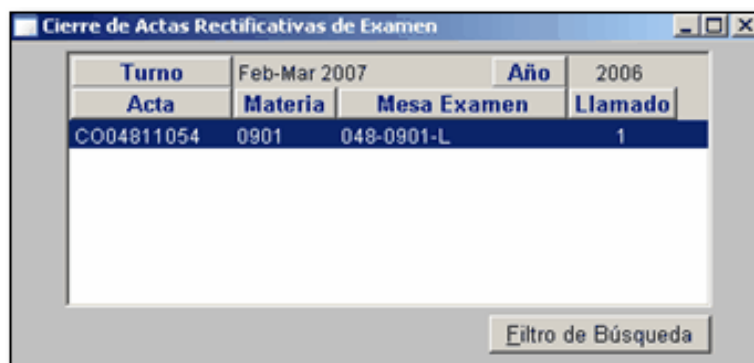 Cierre de Actas Rectificativas de Examen
Turno Feb-Mar 2007 Año 2006
Acta Materia Mesa Examen Llamado
CO04811054 0901 048-0901-L 1
Filtro de Búsqueda